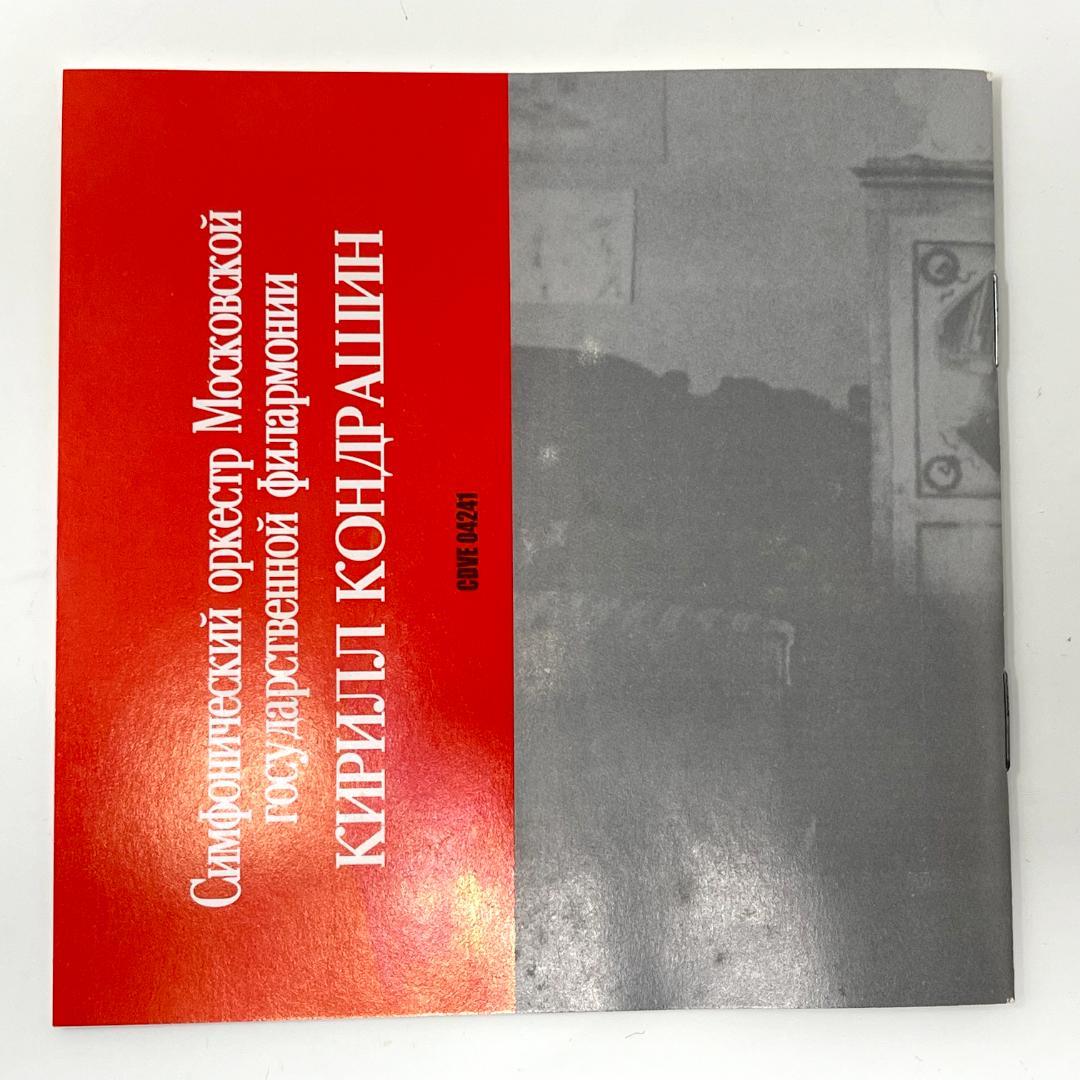 Симфонический оркестр Московской
государственной филармонии
КИРИЛЛ КОНДРАШИН
CDVE 04241